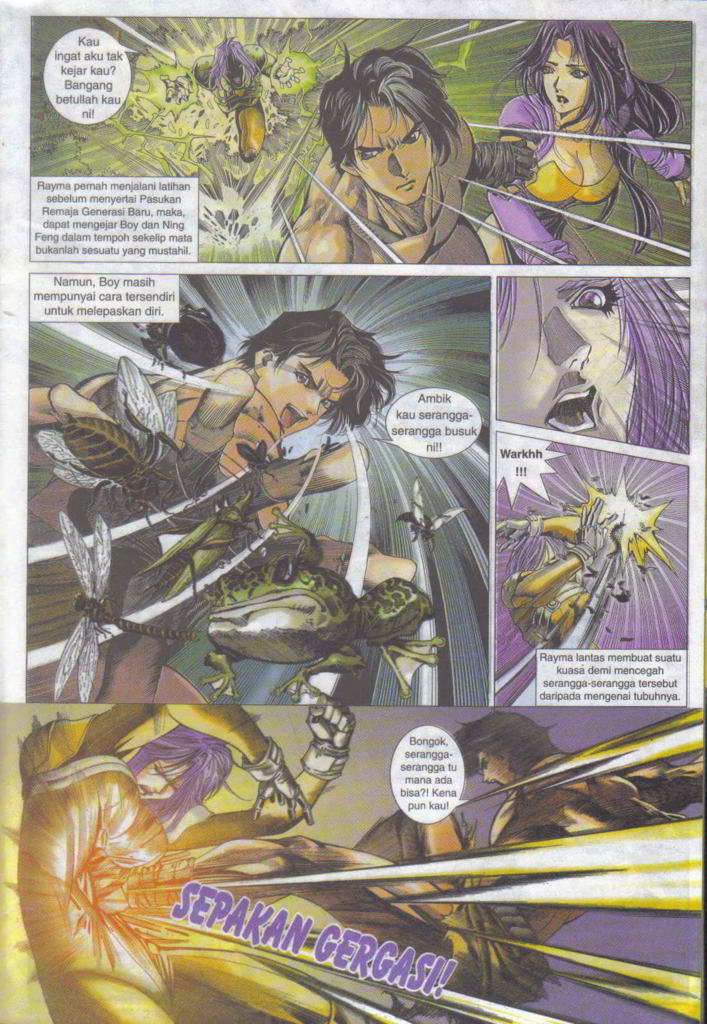 Kau
ingat aku tak
kejar kau?
Bangang
betullah kau
ni!
Rayma pernah menjalani latihan
sebelum menyertai Pasukan
Remaja Generasi Baru, maka,
dapat mengejar Boy dan Ning
Feng dalam tempoh sekelip mata
bukanlah sesuatu yang mustahil.
Namun, Boy masih
mempunyai cara tersendiri
untuk melepaskan diri.
Ambik
kau serangga-
serangga busuk
ni!!
Warkhh
!!!
Rayma lantas membuat suatu
kuasa demi mencegah
serangga-serangga tersebut
daripada mengenai tubuhnya.
Bongok,
serangga-
serangga tu
mana ada
bisa?! Kena
pun kau!
SEPAKAN GERGASI!!